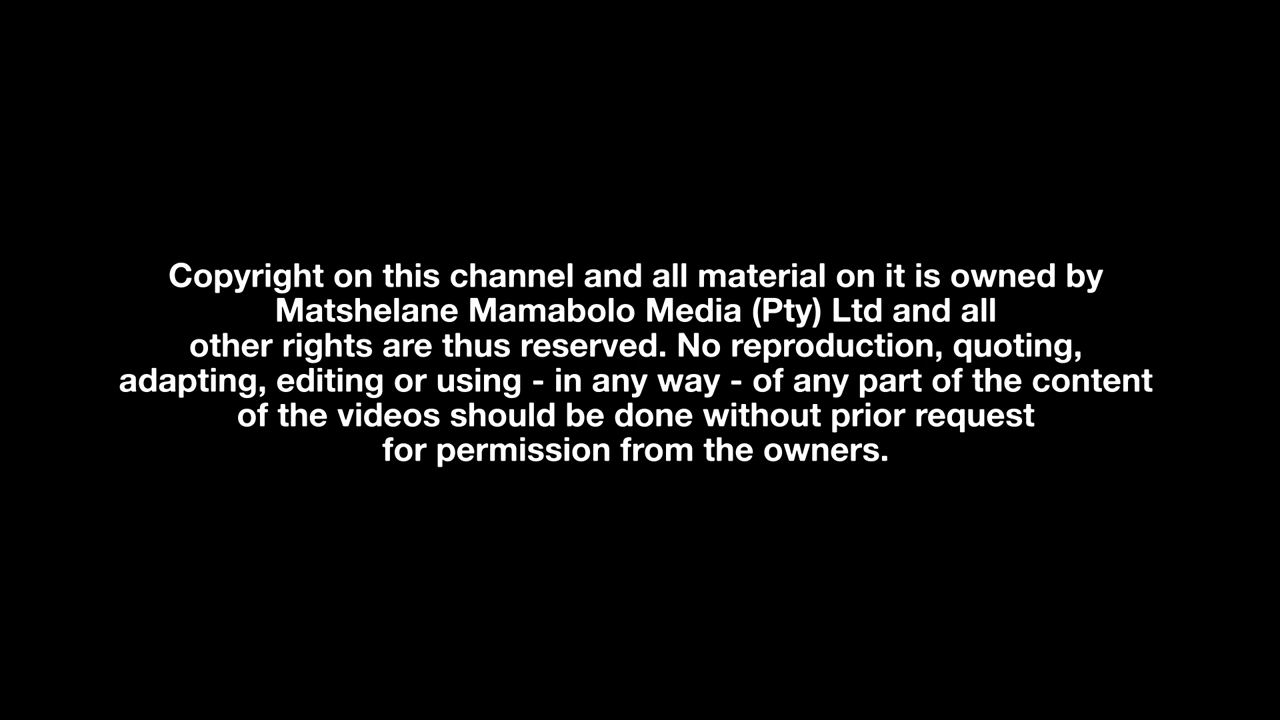 Copyright on this channel and all material on it is owned by
Matshelane Mamabolo Media (Pty) Ltd and all
other rights are thus reserved. No reproduction, quoting,
adapting, editing or using - in any way - of any part of the content
of the videos should be done without prior request
for permission from the owners.